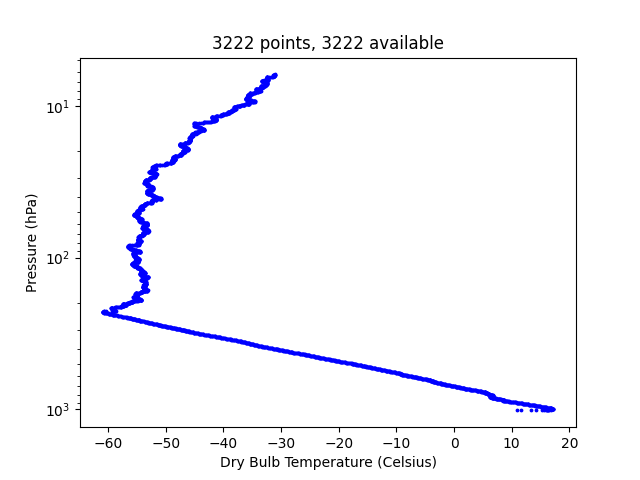 3222 points, 3222 available
Pressure (hPa)
10¹
10²
10³
−60 −50 −40 −30 −20 −10 0 10 20
Dry Bulb Temperature (Celsius)